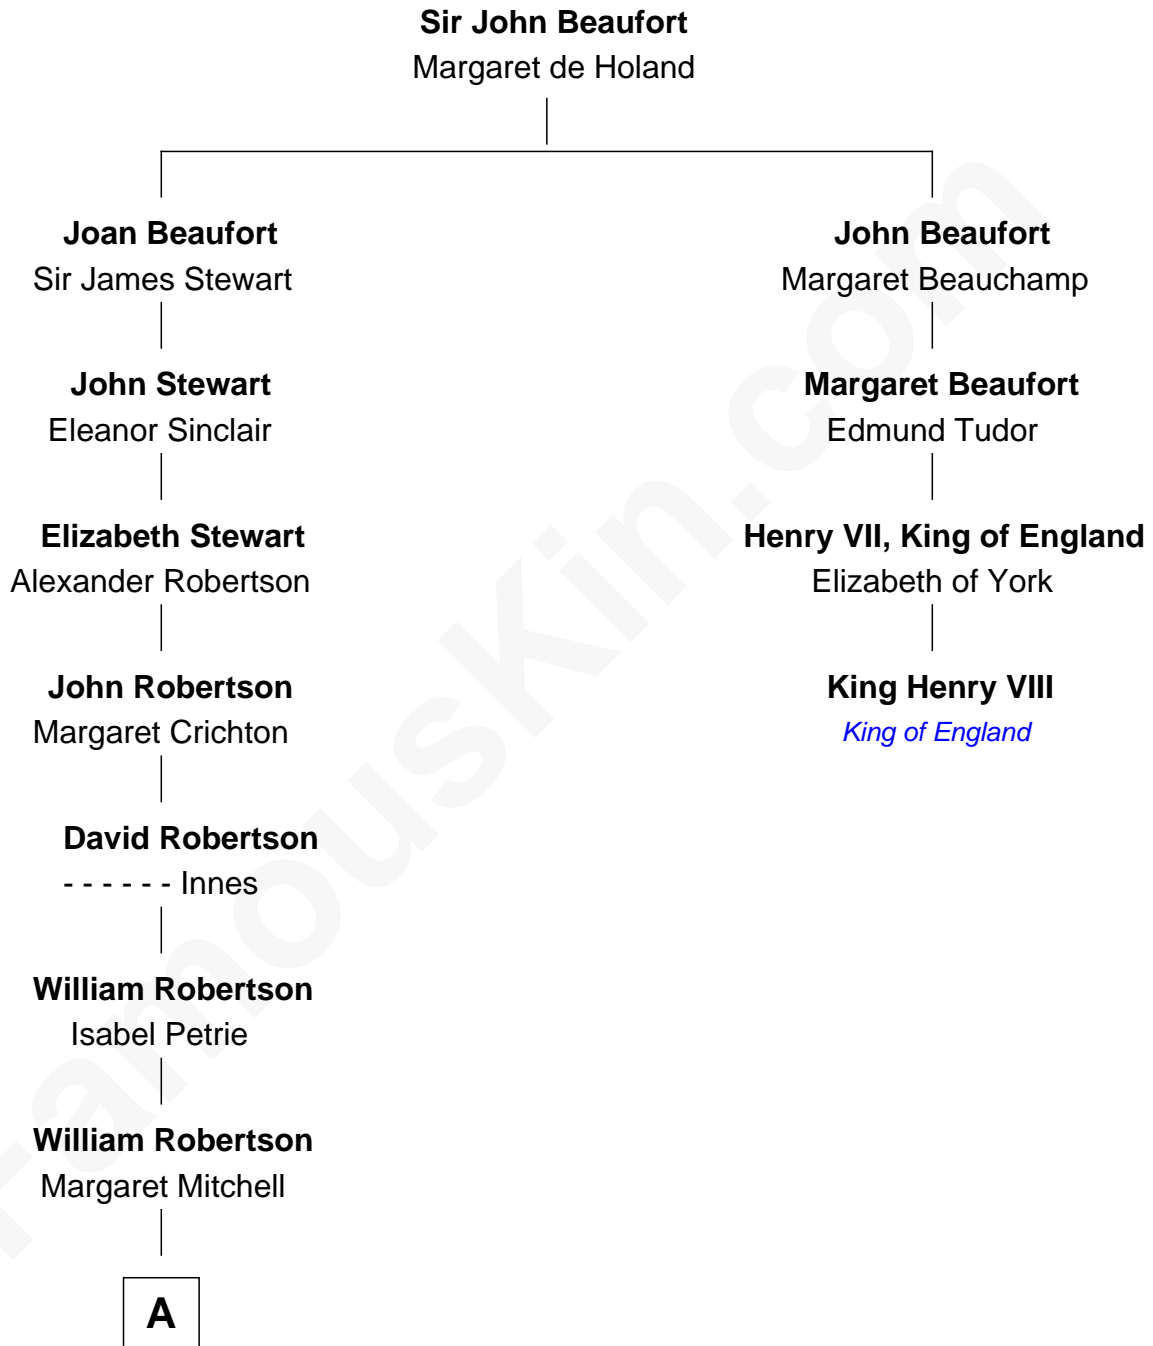 Sir John Beaufort
Margaret de Holand
Joan Beaufort
Sir James Stewart
John Beaufort
Margaret Beauchamp
John Stewart
Eleanor Sinclair
Margaret Beaufort
Edmund Tudor
Elizabeth Stewart
Alexander Robertson
Henry VII, King of England
Elizabeth of York
John Robertson
Margaret Crichton
King Henry VIII
King of England
David Robertson
- - - - - - Innes
William Robertson
Isabel Petrie
William Robertson
Margaret Mitchell
A
FamousKin.com